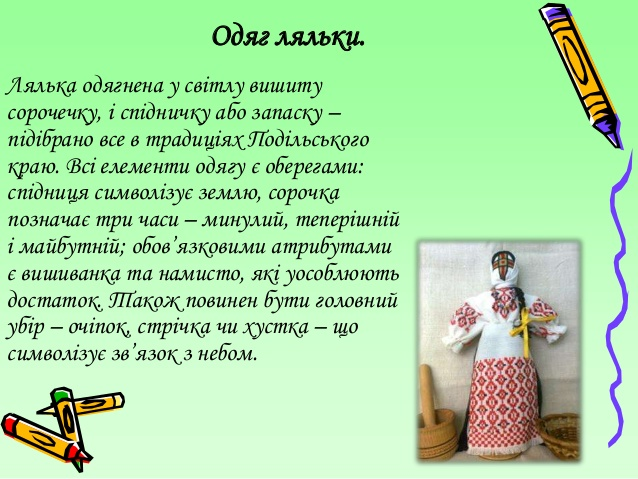 Одяг ляльки.
Лялька одягнена у світлу вишиту
сорочечку, і спідничку або запаску –
підібрано все в традиціях Подільського
краю. Всі елементи одягу є оберегами:
спідниця символізує землю, сорочка
позначає три часи – минулий, теперішній
і майбутній; обов’язковими атрибутами
є вишиванка та намисто, які уособлюють
достаток. Також повинен бути головний
убір – очіпок, стрічка чи хустка – що
символізує зв’язок з небом.